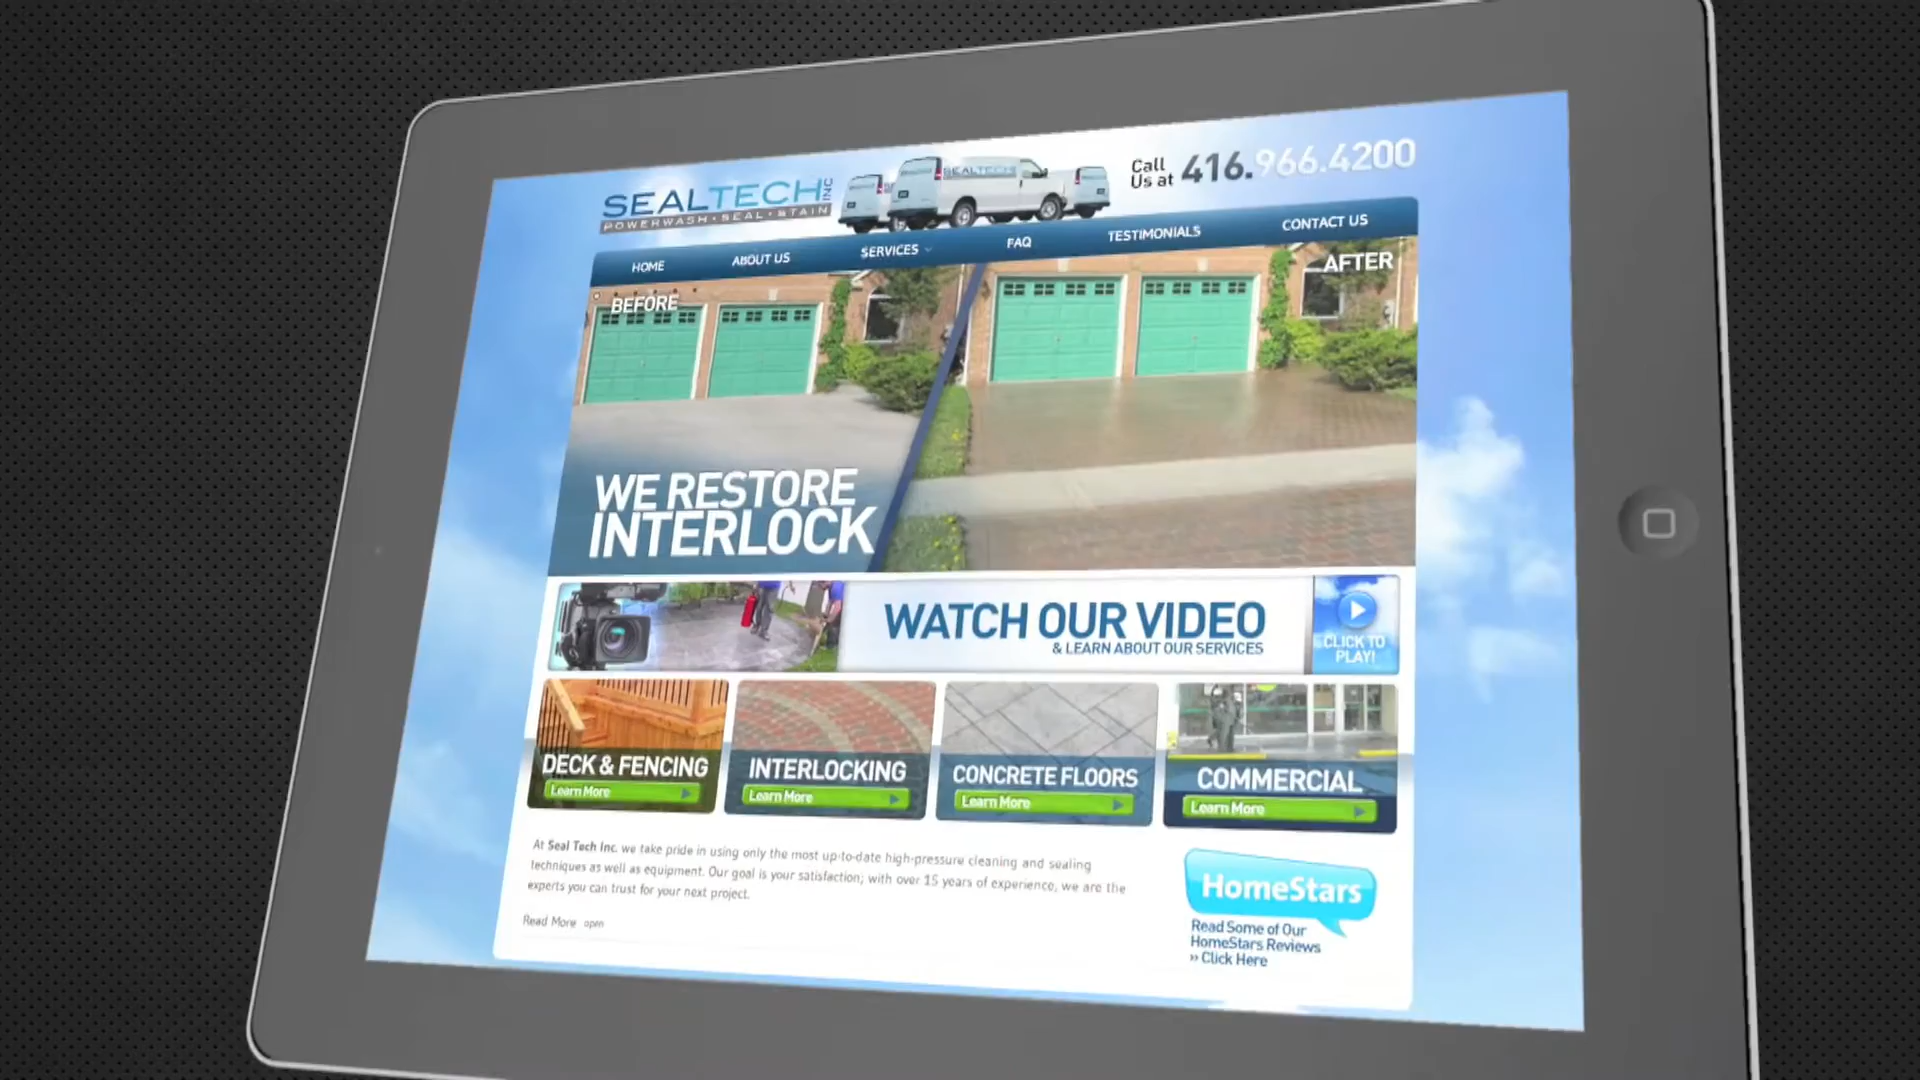 SEALTECH INC
POWERWASH • SEAL • STAIN
SEALTECH
Call
Us at
416.966.4200
HOME
ABOUT US
SERVICES
FAQ
TESTIMONIALS
CONTACT US
BEFORE
AFTER
WE RESTORE
INTERLOCK
WATCH OUR VIDEO
& LEARN ABOUT OUR SERVICES
CLICK TO
PLAY!
DECK & FENCING
Learn More
INTERLOCKING
Learn More
CONCRETE FLOORS
Learn More
COMMERCIAL
Learn More
At Seal Tech Inc. we take pride in using only the most up-to-date high-pressure cleaning and sealing
techniques as well as equipment. Our goal is your satisfaction; with over 15 years of experience, we are the
experts you can trust for your next project.
Read More open
HomeStars
Read Some of Our
HomeStars Reviews
» Click Here